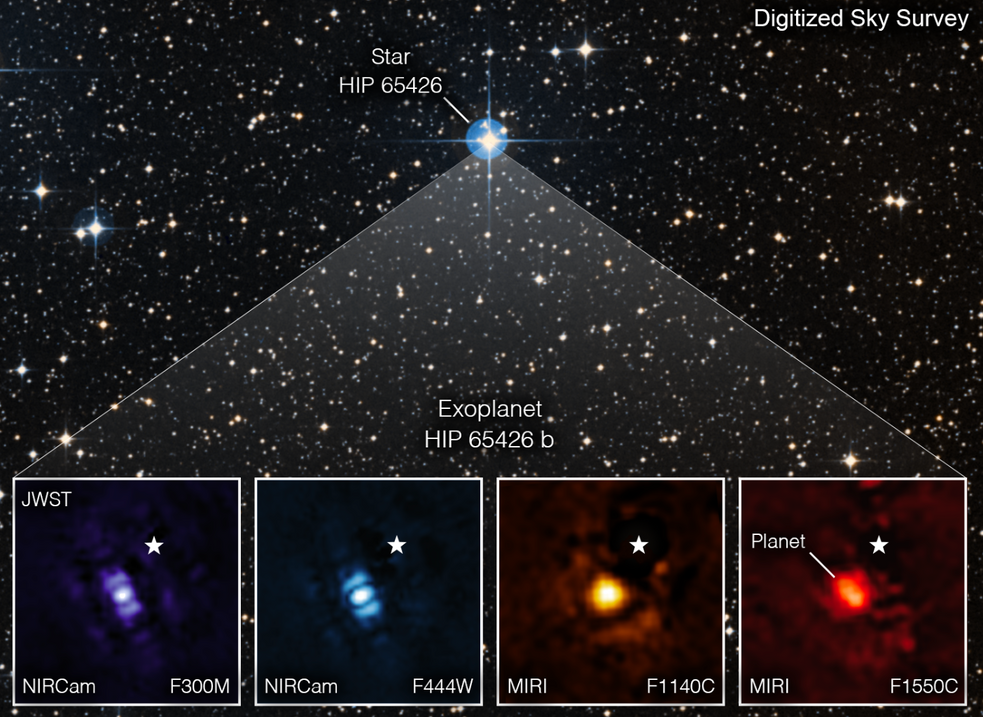 Digitized Sky Survey
Star
HIP 65426
Exoplanet
HIP 65426 b
JWST
NIRCam F300M
NIRCam F444W
MIRI F1140C
Planet
MIRI F1550C